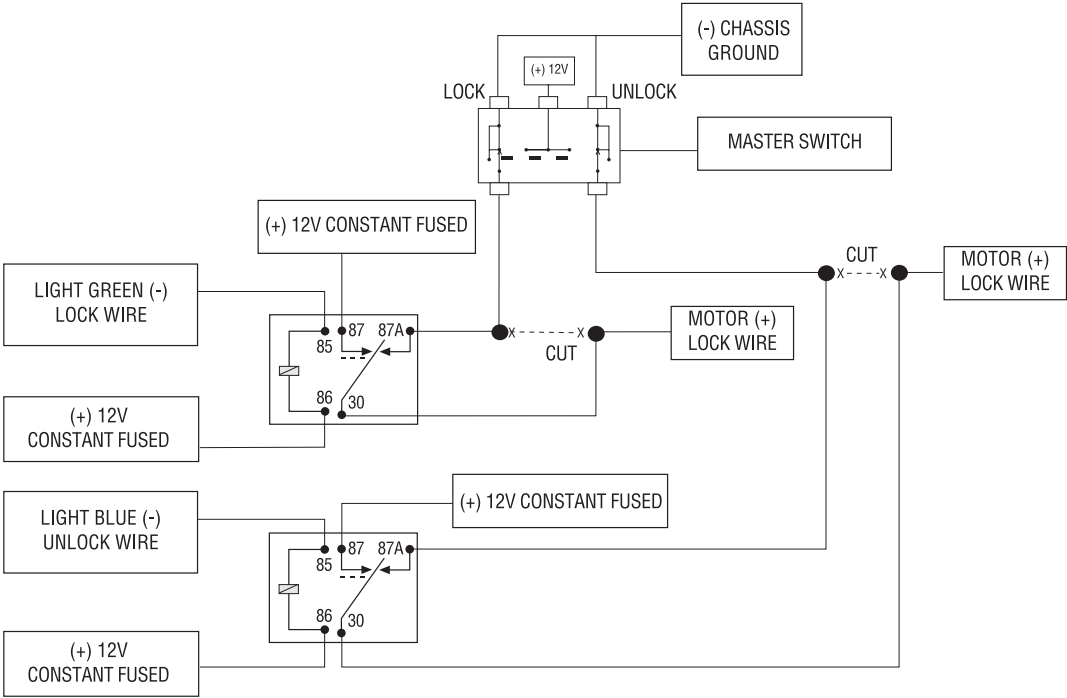 (-) CHASSIS
GROUND
(+) 12V
LOCK
UNLOCK
MASTER SWITCH
(+) 12V CONSTANT FUSED
CUT
MOTOR (+)
LOCK WIRE
LIGHT GREEN (-)
LOCK WIRE
87
87A
85
X
X
X
X
MOTOR (+)
LOCK WIRE
CUT
86
30
(+) 12V
CONSTANT FUSED
(+) 12V CONSTANT FUSED
LIGHT BLUE (-)
UNLOCK WIRE
87
87A
85
86
30
(+) 12V
CONSTANT FUSED